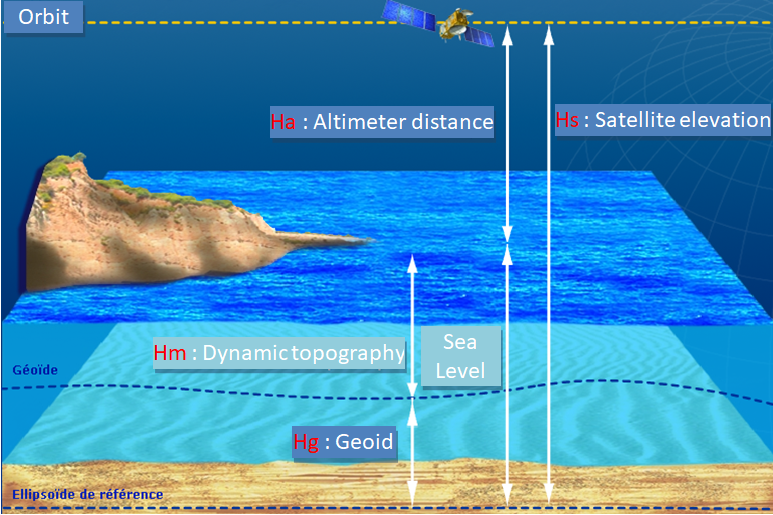 Orbit
Ha : Altimeter distance
Hs : Satellite elevation
Hm : Dynamic topography
Sea
Level
Géoïde
Hg : Geoid
Ellipsoïde de référence